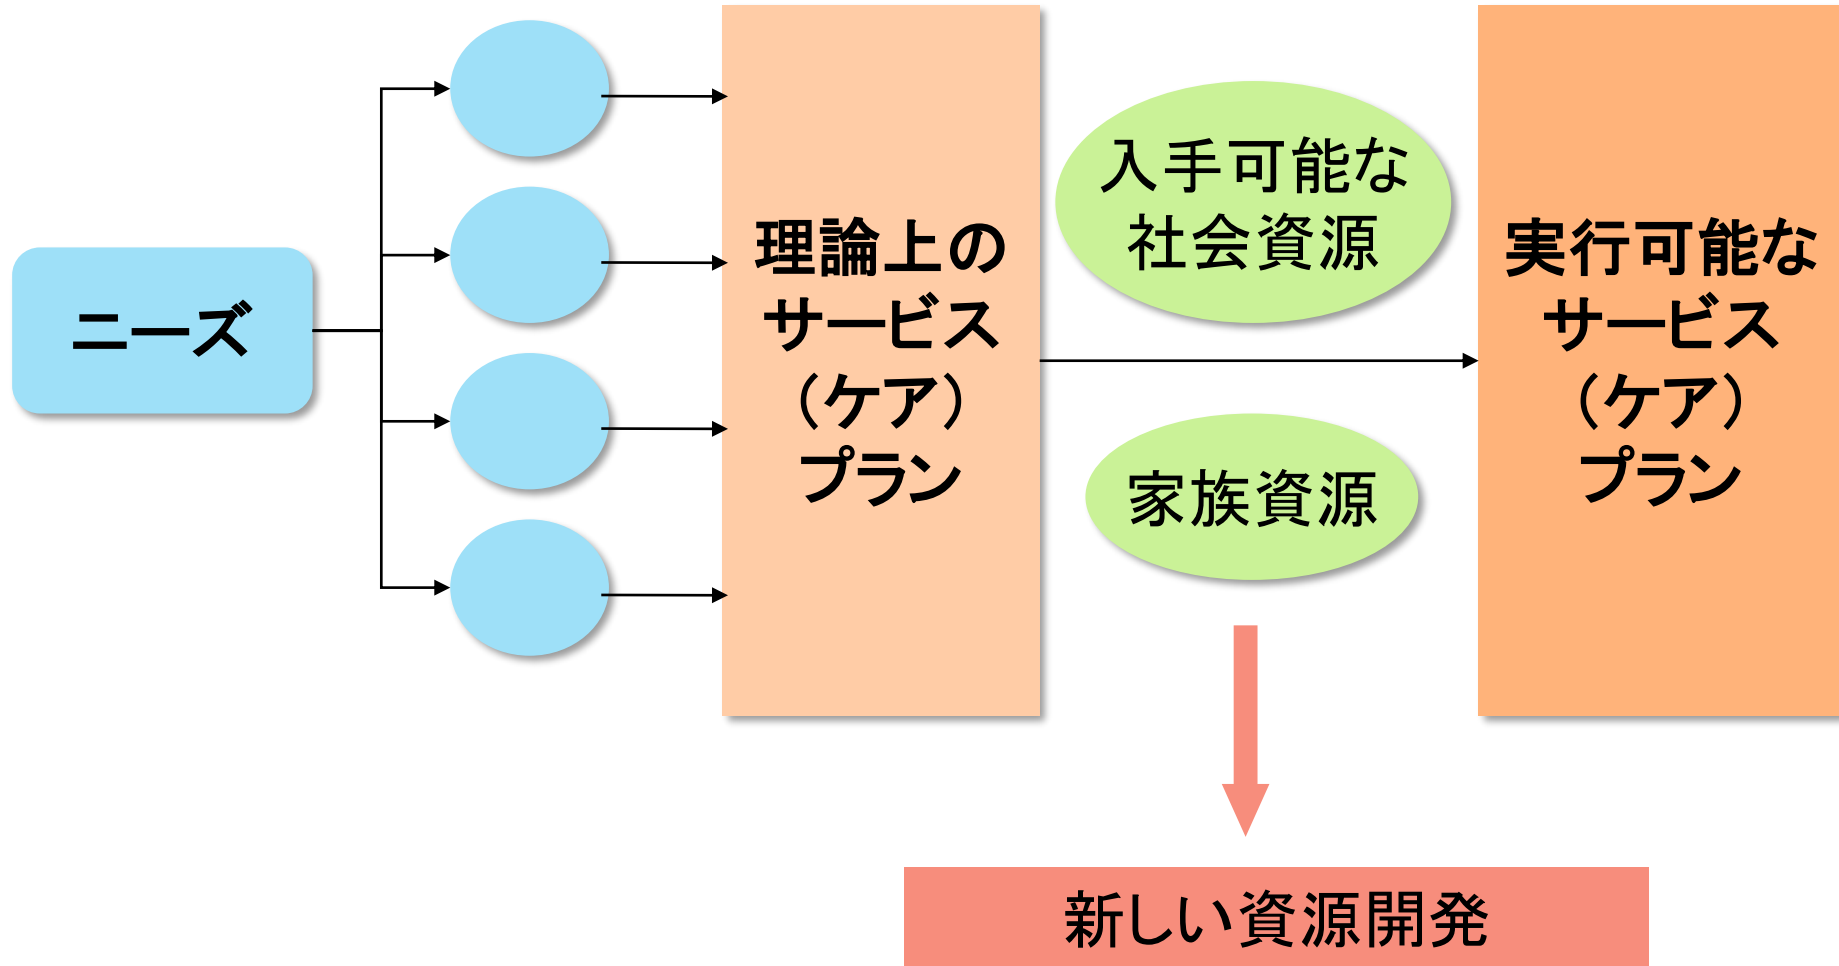 ニーズ
理論上の
サービス
（ケア）
プラン
入手可能な
社会資源
家族資源
実行可能な
サービス
（ケア）
プラン
新しい資源開発